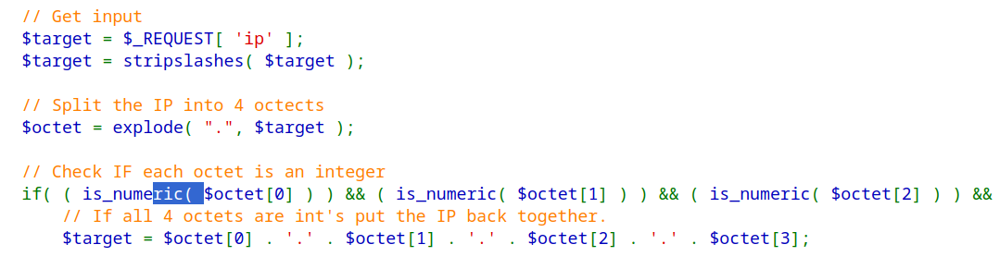 // Get input
$target = $_REQUEST[ 'ip' ];
$target = stripslashes( $target );
// Split the IP into 4 octects
$octet = explode( ".", $target );
// Check IF each octet is an integer
if( ( is_numeric( $octet[0] ) ) && ( is_numeric( $octet[1] ) ) && ( is_numeric( $octet[2] ) ) &&
// If all 4 octets are int's put the IP back together.
$target = $octet[0] . '.' . $octet[1] . '.' . $octet[2] . '.' . $octet[3];